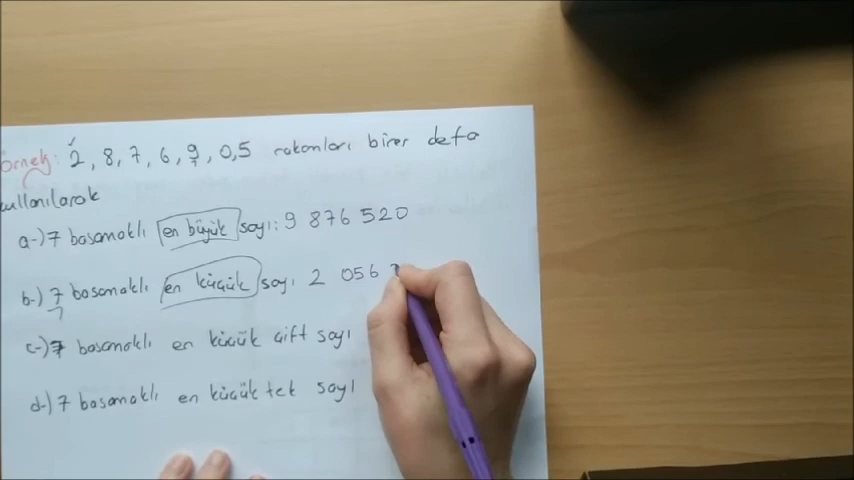 örnek: 2, 8, 7, 6, 9, 0, 5 rakamları birer defa
kullanılarak
a-) 7 basamaklı en büyük sayı: 9 876 520
b-) 7 basamaklı en küçük sayı 2 056 7
c-) 7 basamaklı en küçük çift sayı
d-) 7 basamaklı en küçük tek sayı